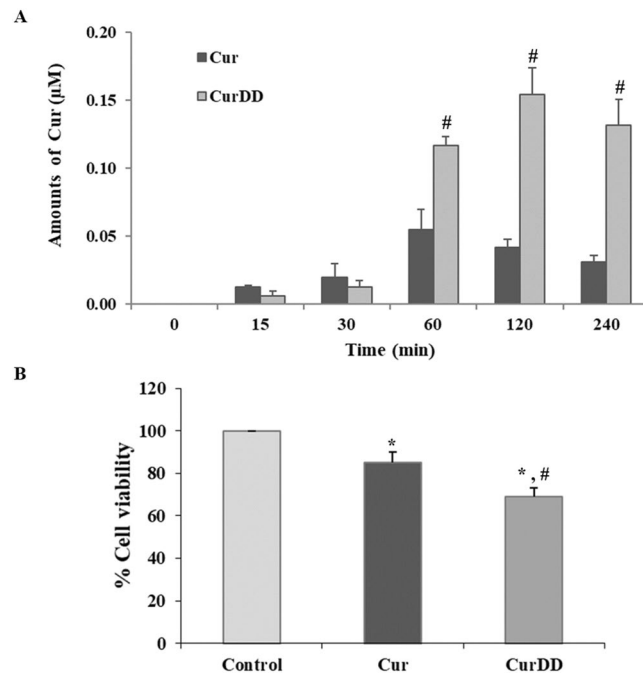 A
0.20
Cur
CurDD
#
#
#
0.15
0.10
0.05
0.00
Amounts of Cur (µM)
0 15 30 60 120 240
Time (min)
B
120
100
80
60
40
20
0
% Cell viability
*
* , #
Control Cur CurDD